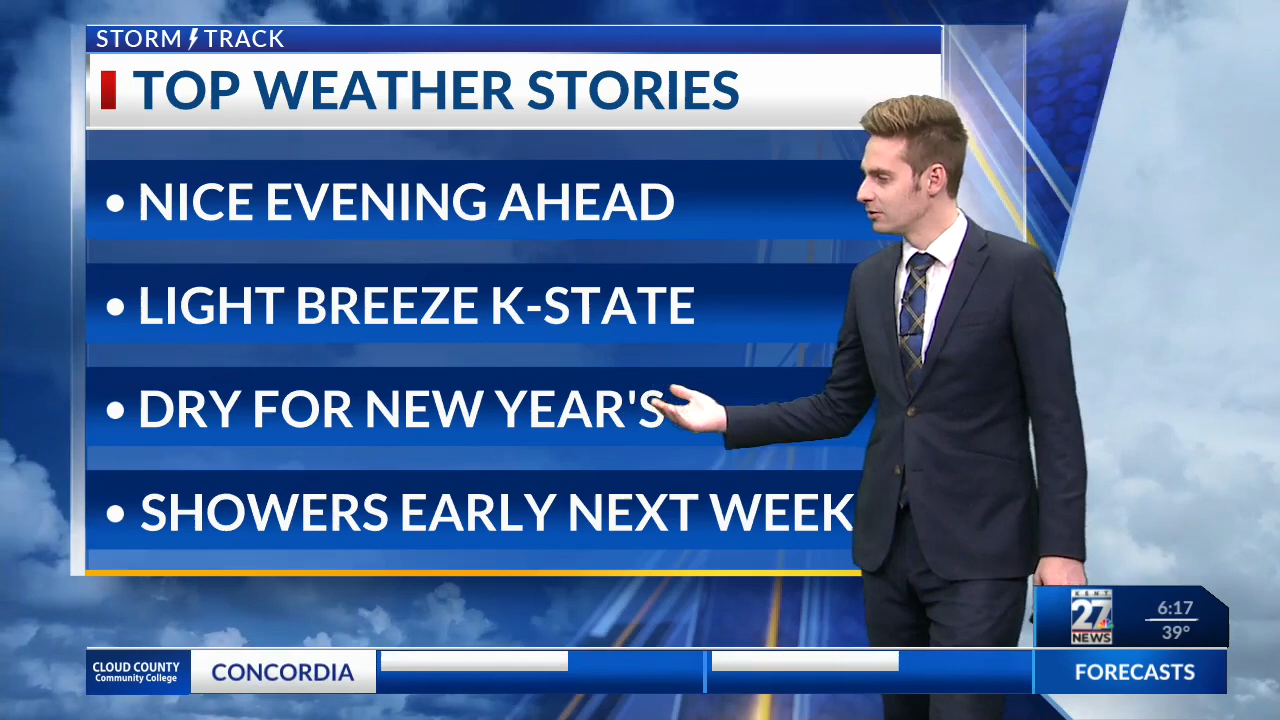 STORM TRACK
TOP WEATHER STORIES
• NICE EVENING AHEAD
• LIGHT BREEZE K-STATE
• DRY FOR NEW YEAR'S
• SHOWERS EARLY NEXT WEEK
KSNT
27
NEWS
6:17
39°
CLOUD COUNTY
Community College
CONCORDIA
FORECASTS